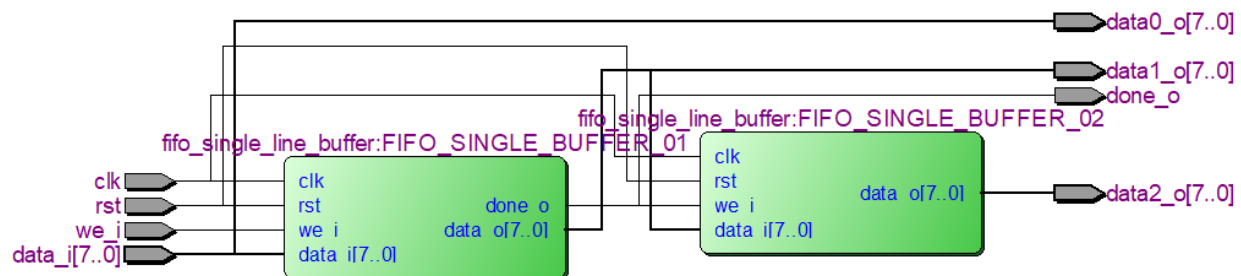 data0_o[7..0]
data1_o[7..0]
done_o
fifo_single_line_buffer:FIFO_SINGLE_BUFFER_02
fifo_single_line_buffer:FIFO_SINGLE_BUFFER_01
clk
rst
we_i
data_i[7..0]
clk
rst
we_i
data_i[7..0]
done_o
data_o[7..0]
clk
rst
we_i
data_i[7..0]
data_o[7..0]
data2_o[7..0]